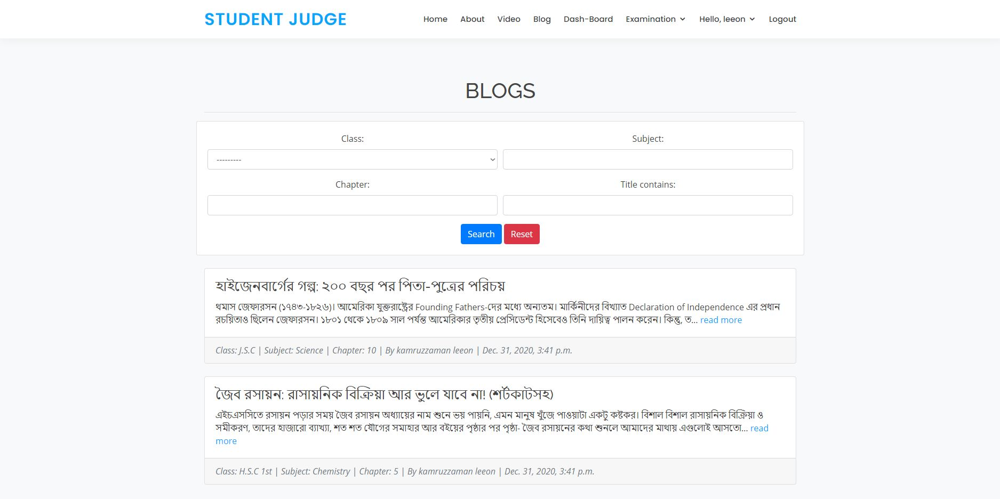 STUDENT JUDGE
Home About Video Blog Dash-Board Examination Hello, leeon Logout
BLOGS
Class: Subject:
---------
Chapter: Title contains:
Search Reset
হাইজেনবার্গের গল্প: ২০০ বছর পর পিতা-পুত্রের পরিচয়
থমাস জেফারসন (১৭৪৩-১৮২৬)। আমেরিকা যুক্তরাষ্ট্রের Founding Fathers-দের মধ্যে অন্যতম। মার্কিনীদের বিখ্যাত Declaration of Independence এর প্রধান
রচয়িতাও ছিলেন জেফারসন। ১৮০১ থেকে ১৮০৯ সাল পর্যন্ত আমেরিকার তৃতীয় প্রেসিডেন্ট হিসেবেও তিনি দায়িত্ব পালন করেন। কিন্তু, ত... read more
Class: J.S.C | Subject: Science | Chapter: 10 | By kamruzzaman leeon | Dec. 31, 2020, 3:41 p.m.
জৈব রসায়ন: রাসায়নিক বিক্রিয়া আর ভুলে যাবে না! (শর্টকাটসহ)
এইচএসসিতে রসায়ন পড়ার সময় জৈব রসায়ন অধ্যায়ের নাম শুনে ভয় পায়নি, এমন মানুষ খুঁজে পাওয়াটা একটু কষ্টকর। বিশাল বিশাল রাসায়নিক বিক্রিয়া ও
সমীকরণ, তাদের হাজারো ব্যাখ্যা, শত শত যৌগের সমাহার আর বইয়ের পৃষ্ঠার পর পৃষ্ঠা- জৈব রসায়নের কথা শুনলে আমাদের মাথায় এগুলোই আসতো... read
more
Class: H.S.C 1st | Subject: Chemistry | Chapter: 5 | By kamruzzaman leeon | Dec. 31, 2020, 3:41 p.m.